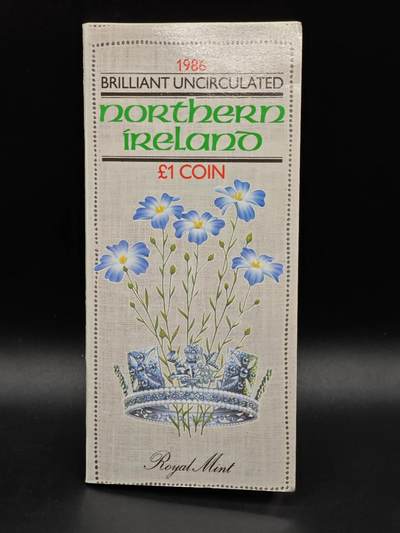 1986
BRILLIANT UNCIRCULATED
northern
ireland
£1 COIN
Royal Mint